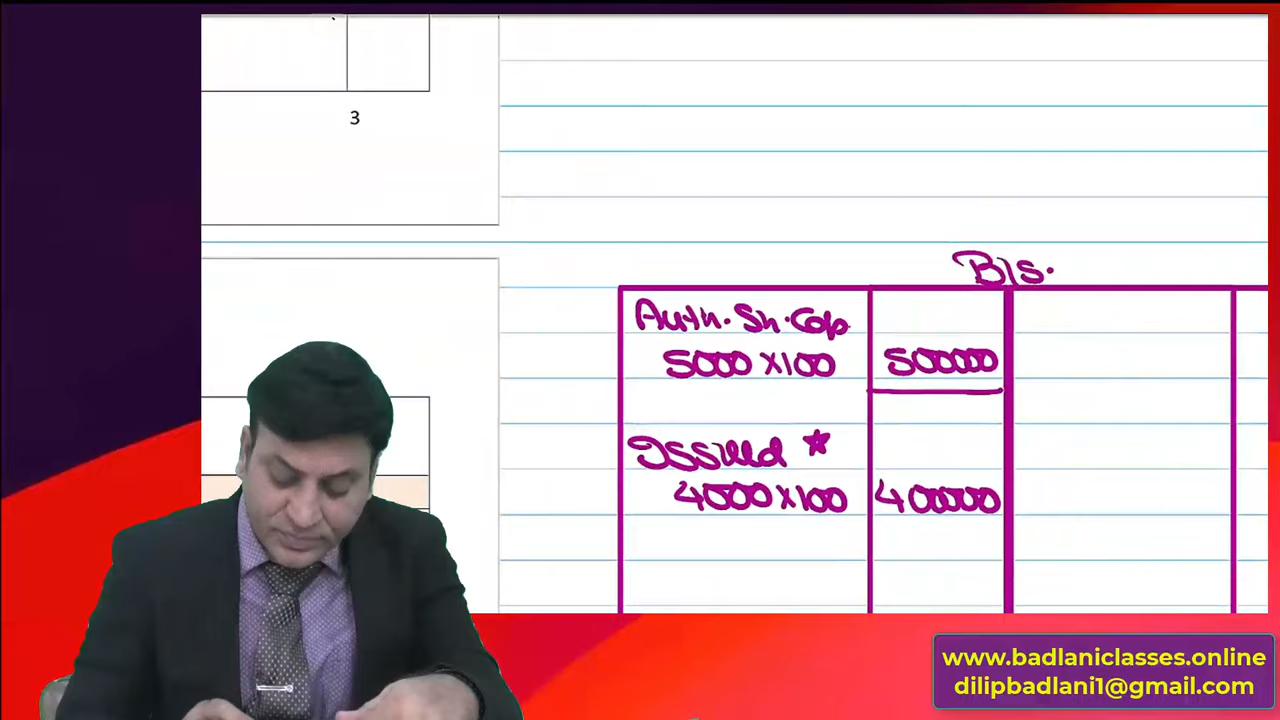 3
B/S.
Auth. Sh. Cap
5000 x 100 500000
Issued ★
4000 x 100 400000
www.badlaniclasses.online
dilipbadlani1@gmail.com